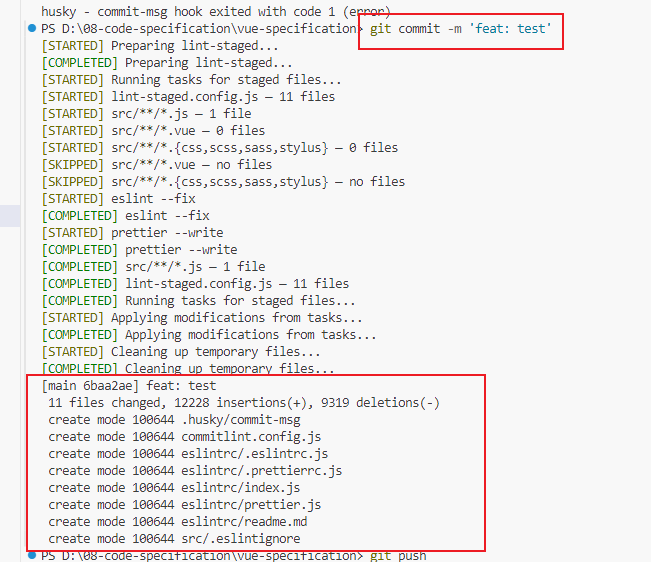 husky - commit-msg hook exited with code 1 (error)
PS D:\08-code-specification\vue-specification> git commit -m 'feat: test'
[STARTED] Preparing lint-staged...
[COMPLETED] Preparing lint-staged...
[STARTED] Running tasks for staged files...
[STARTED] lint-staged.config.js — 11 files
[STARTED] src/**/*.js — 1 file
[STARTED] src/**/*.vue — 0 files
[STARTED] src/**/*.{css,scss,sass,stylus} — 0 files
[SKIPPED] src/**/*.vue — no files
[SKIPPED] src/**/*.{css,scss,sass,stylus} — no files
[STARTED] eslint --fix
[COMPLETED] eslint --fix
[STARTED] prettier --write
[COMPLETED] prettier --write
[COMPLETED] src/**/*.js — 1 file
[COMPLETED] lint-staged.config.js — 11 files
[COMPLETED] Running tasks for staged files...
[STARTED] Applying modifications from tasks...
[COMPLETED] Applying modifications from tasks...
[STARTED] Cleaning up temporary files...
[COMPLETED] Cleaning up temporary files...
[main 6baa2ae] feat: test
11 files changed, 12228 insertions(+), 9319 deletions(-)
create mode 100644 .husky/commit-msg
create mode 100644 commitlint.config.js
create mode 100644 eslintrc/.eslintrc.js
create mode 100644 eslintrc/.prettierrc.js
create mode 100644 eslintrc/index.js
create mode 100644 eslintrc/prettier.js
create mode 100644 eslintrc/readme.md
create mode 100644 src/.eslintignore
PS D:\08-code-specification\vue-specification> git push